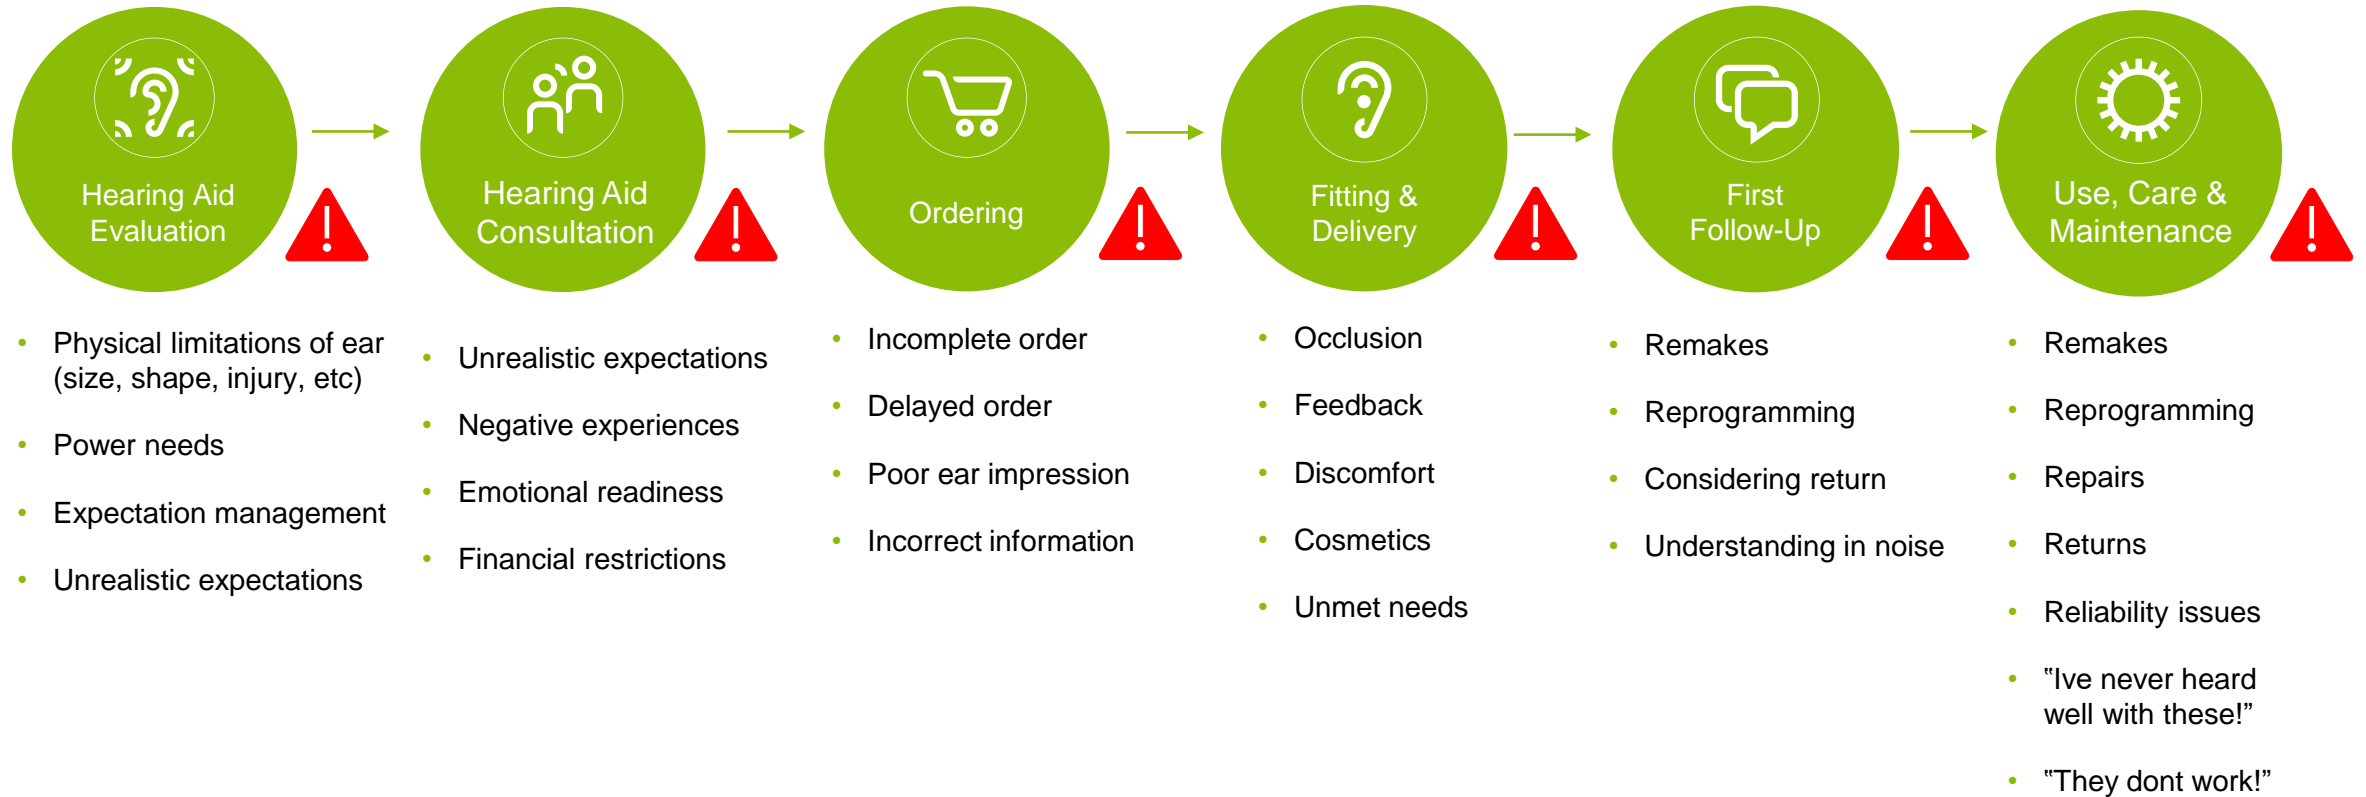 Hearing Aid
Evaluation
Hearing Aid
Consultation
Ordering
Fitting &
Delivery
First
Follow-Up
Use, Care &
Maintenance
• Physical limitations of ear
(size, shape, injury, etc)
• Power needs
• Expectation management
• Unrealistic expectations
• Unrealistic expectations
• Negative experiences
• Emotional readiness
• Financial restrictions
• Incomplete order
• Delayed order
• Poor ear impression
• Incorrect information
• Occlusion
• Feedback
• Discomfort
• Cosmetics
• Unmet needs
• Remakes
• Reprogramming
• Considering return
• Understanding in noise
• Remakes
• Reprogramming
• Repairs
• Returns
• Reliability issues
• "Ive never heard
well with these!”
• "They dont work!”